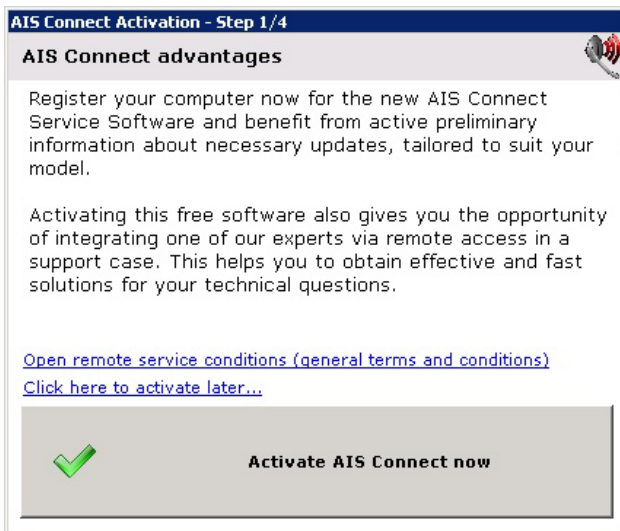 AIS Connect Activation - Step 1/4
AIS Connect advantages
Register your computer now for the new AIS Connect
Service Software and benefit from active preliminary
information about necessary updates, tailored to suit your
model.
Activating this free software also gives you the opportunity
of integrating one of our experts via remote access in a
support case. This helps you to obtain effective and fast
solutions for your technical questions.
Open remote service conditions (general terms and conditions)
Click here to activate later...
Activate AIS Connect now